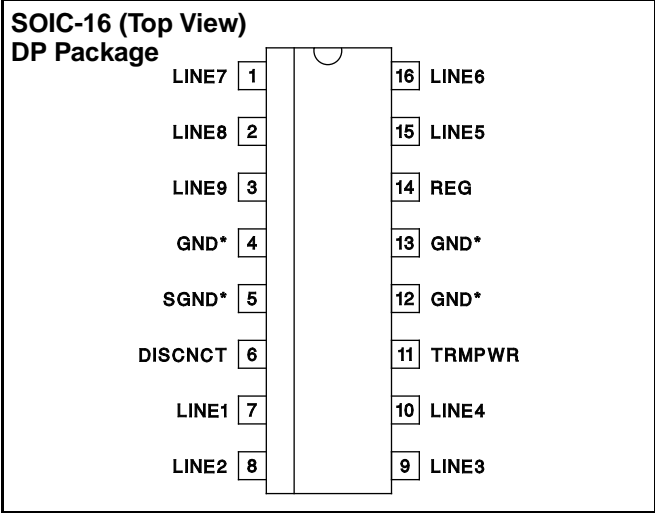 SOIC-16 (Top View)
DP Package
LINE7 1 16 LINE6
LINE8 2 15 LINE5
LINE9 3 14 REG
GND* 4 13 GND*
SGND* 5 12 GND*
DISCNCT 6 11 TRMPWR
LINE1 7 10 LINE4
LINE2 8 9 LINE3